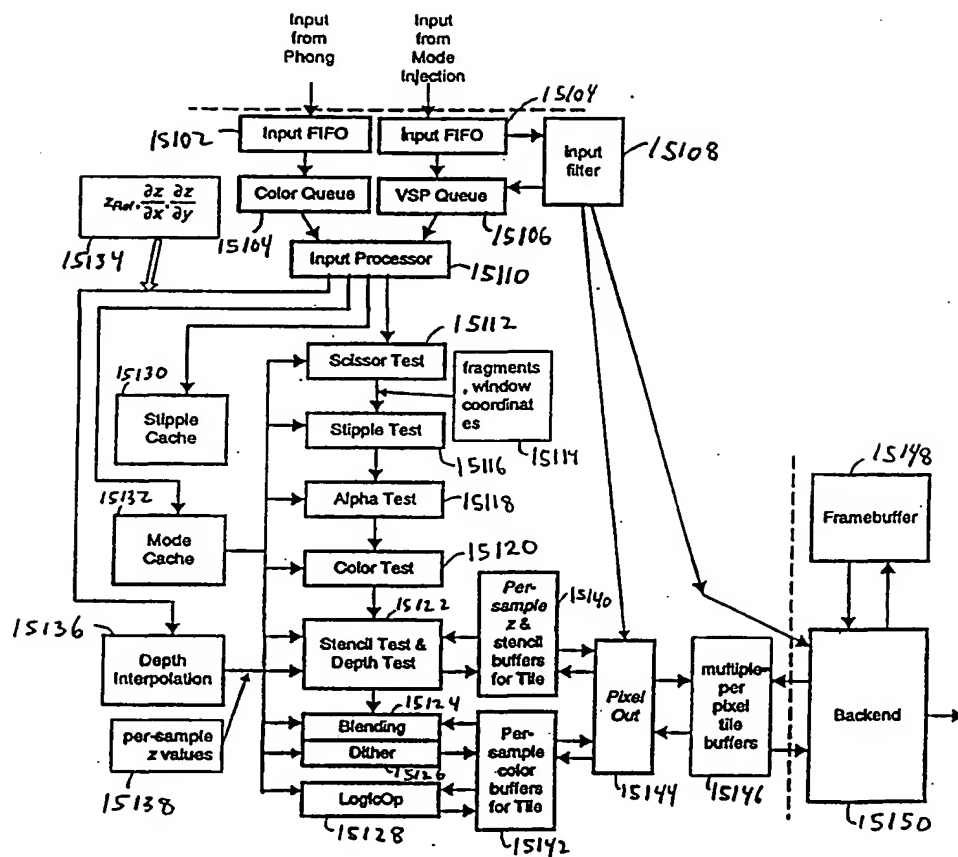 Input
from
Phong
Input
from
Mode
Injection
15104
15102
Input FIFO
Input FIFO
Input
filter
15108
Color Queue
VSP Queue
zRef, ∂z/∂x, ∂z/∂y
15134
15104
15106
Input Processor
15110
15112
Scissor Test
fragments
, window
coordinat
es
15114
15130
Stipple
Cache
Stipple Test
15116
Alpha Test
15118
15132
Mode
Cache
Color Test
15120
15148
Framebuffer
15122
Stencil Test &
Depth Test
Per-
sample
z &
stencil
buffers
for Tile
15140
15136
Depth
Interpolation
per-sample
z values
15138
15124
Blending
Dither
15126
LogicOp
15128
Per-
sample
color
buffers
for Tile
15142
Pixel
Out
15144
multiple-
per
pixel
tile
buffers
15146
Backend
15150